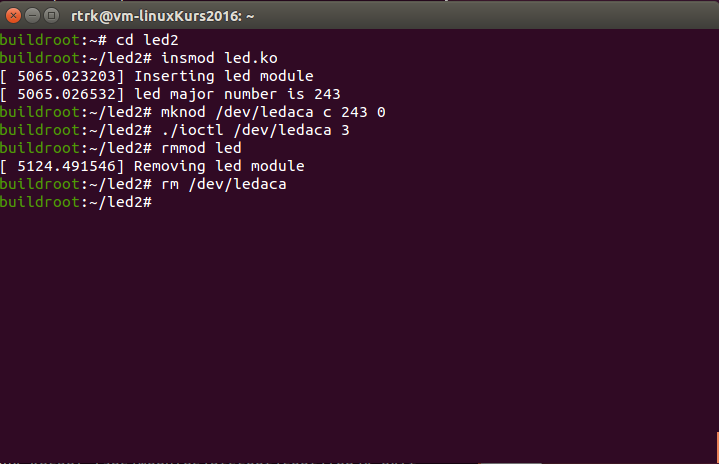 rtrk@vm-linuxKurs2016: ~
buildroot:~# cd led2
buildroot:~/led2# insmod led.ko
[ 5065.023203] Inserting led module
[ 5065.026532] led major number is 243
buildroot:~/led2# mknod /dev/ledaca c 243 0
buildroot:~/led2# ./ioctl /dev/ledaca 3
buildroot:~/led2# rmmod led
[ 5124.491546] Removing led module
buildroot:~/led2# rm /dev/ledaca
buildroot:~/led2#